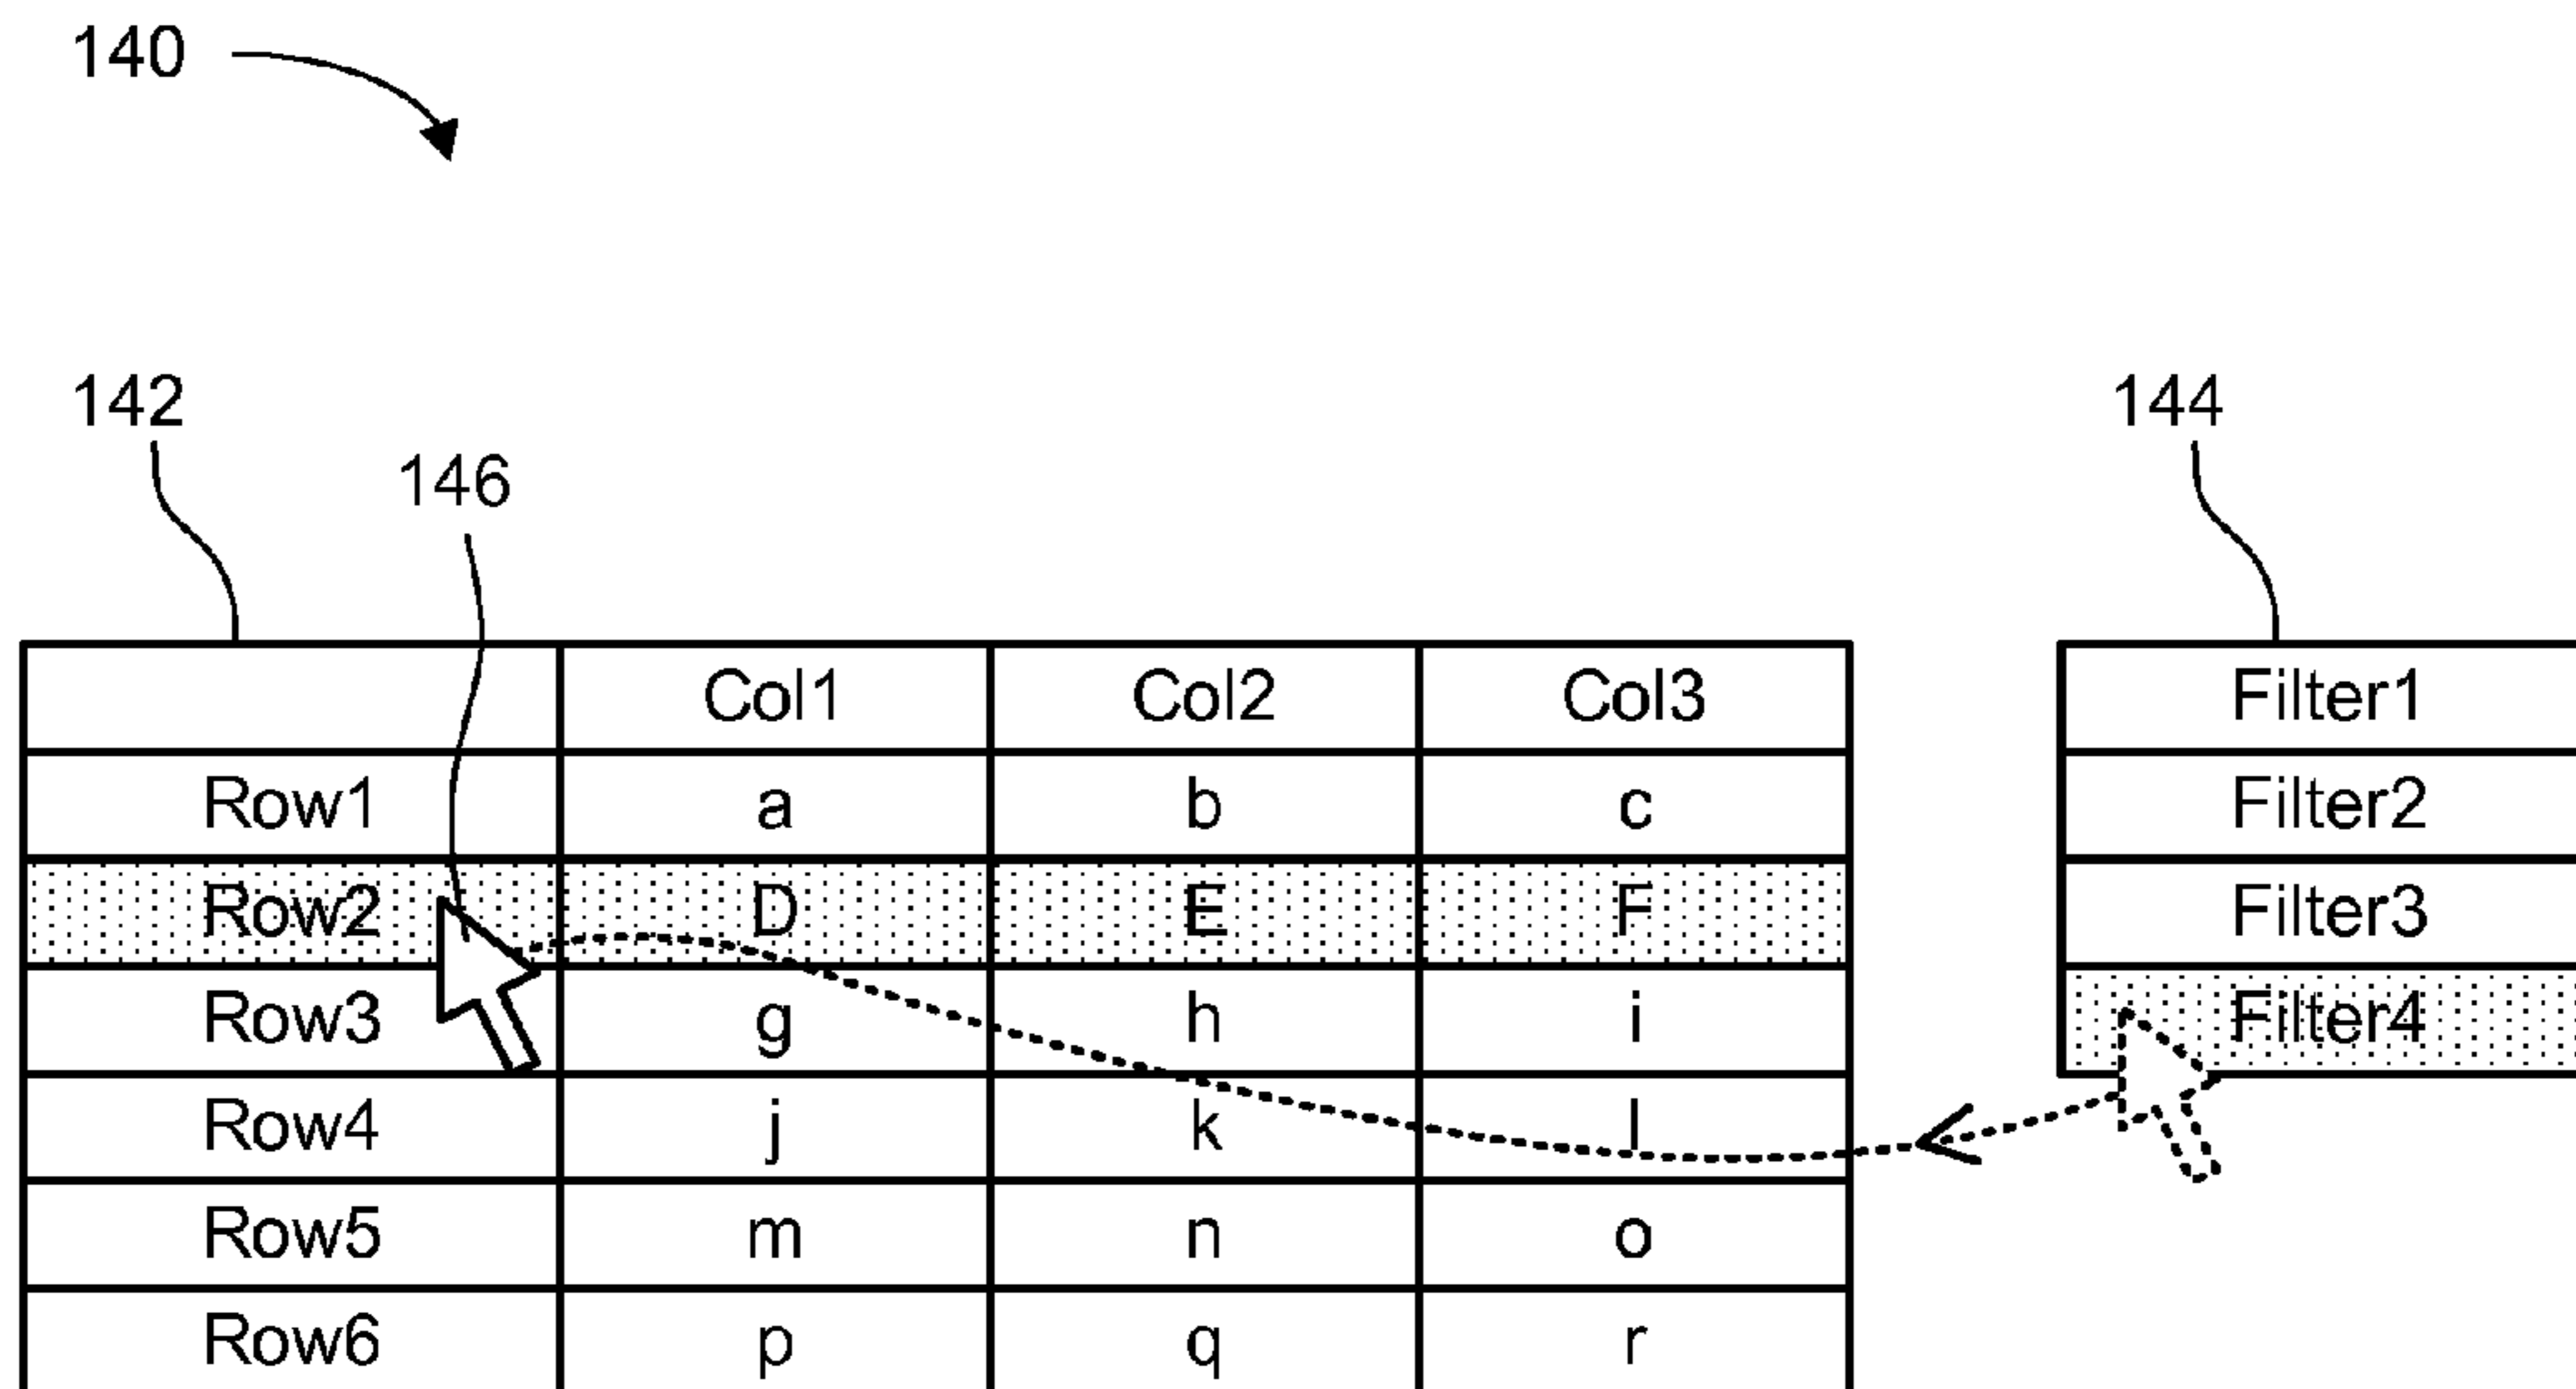 140
142
144
146
Col1 Col2 Col3
Row1 a b c
Row2 D E F
Row3 g h i
Row4 j k l
Row5 m n o
Row6 p q r
Filter1
Filter2
Filter3
Filter4